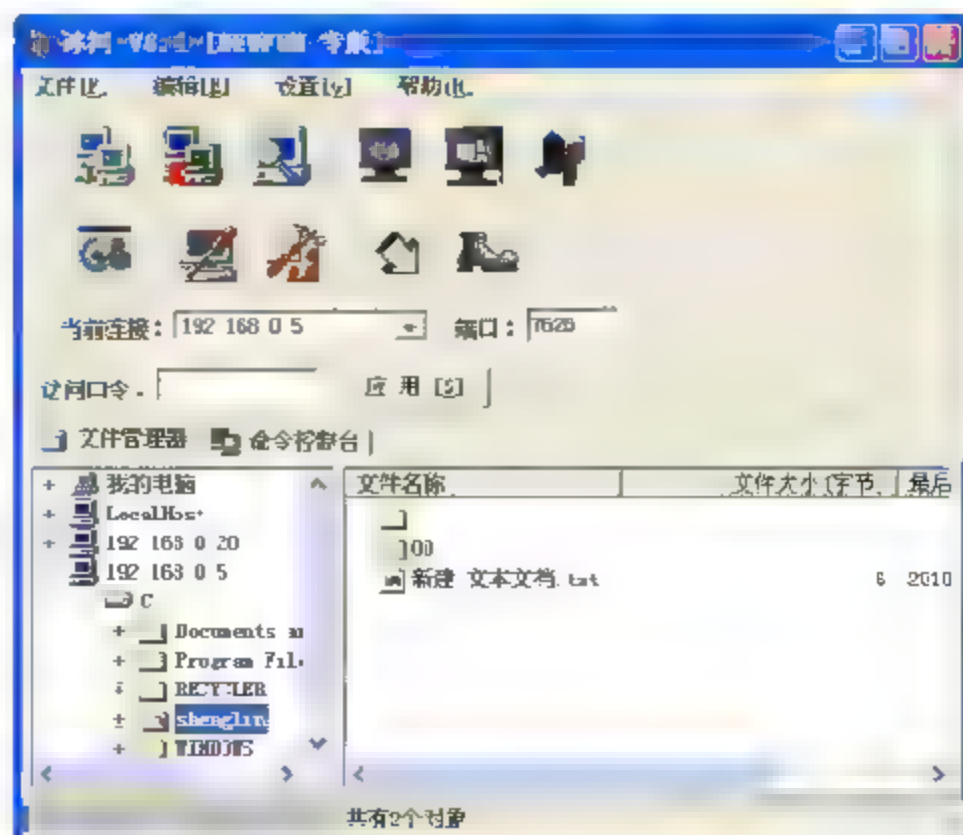 文件[F] 编辑[E] 设置[v] 帮助[H]
当前连接: 192 168 0 5 端口: 7626
访问口令: 应用[S]
文件管理器 命令控制台
我的电脑
LocalHost
192 168 0 20
192 168 0 5
C
Documents an
Program File
RECYCLER
shenglin
WINDOWS
文件名称 文件大小(字节 最后
新建 文本文档.txt 6 2010
共有2个对象